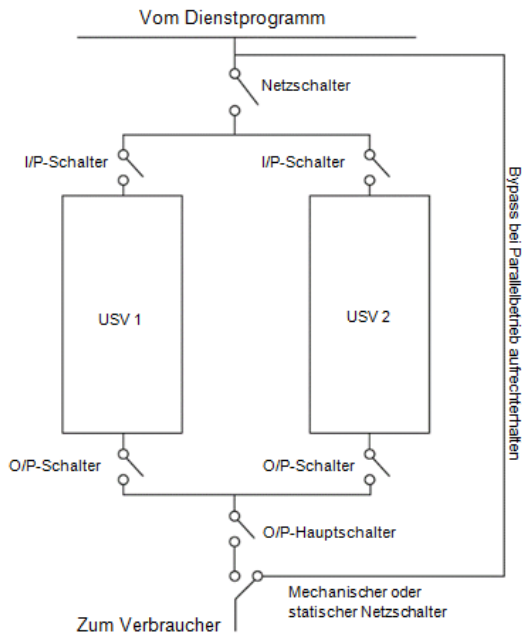 Vom Dienstprogramm
Netzschalter
I/P-Schalter
I/P-Schalter
Bypass bei Parallelbetrieb aufrechterhalten
USV 1
USV 2
O/P-Schalter
O/P-Schalter
O/P-Hauptschalter
Mechanischer oder
statischer Netzschalter
Zum Verbraucher